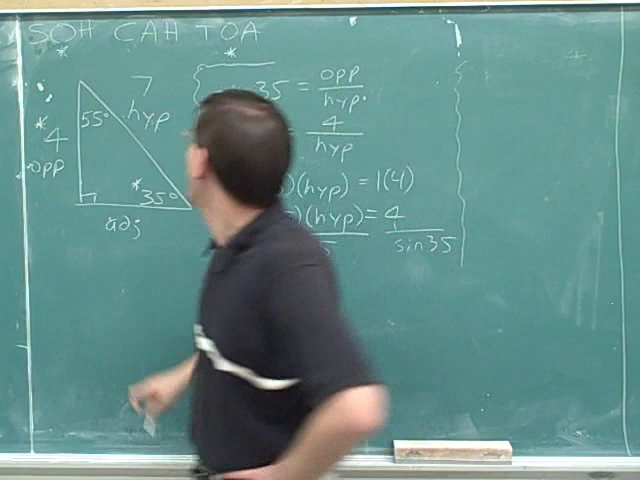 SOH CAH TOA
*
*
7
hyp
55°
*
4
opp
*35°
adj
35 = opp/hyp.
4/hyp
)(hyp) = 1(4)
)(hyp) = 4/sin35